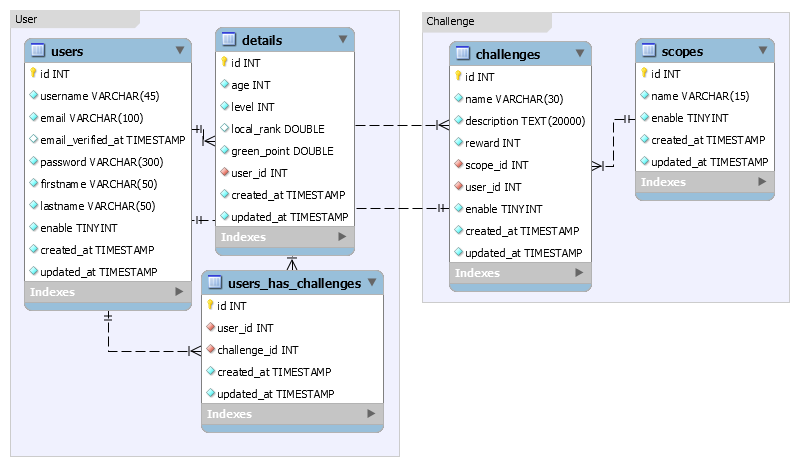 User
users
id INT
username VARCHAR(45)
email VARCHAR(100)
email_verified_at TIMESTAMP
password VARCHAR(300)
firstname VARCHAR(50)
lastname VARCHAR(50)
enable TINYINT
created_at TIMESTAMP
updated_at TIMESTAMP
Indexes
details
id INT
age INT
level INT
local_rank DOUBLE
green_point DOUBLE
user_id INT
created_at TIMESTAMP
updated_at TIMESTAMP
Indexes
users_has_challenges
id INT
user_id INT
challenge_id INT
created_at TIMESTAMP
updated_at TIMESTAMP
Indexes
Challenge
challenges
id INT
name VARCHAR(30)
description TEXT(20000)
reward INT
scope_id INT
user_id INT
enable TINYINT
created_at TIMESTAMP
updated_at TIMESTAMP
Indexes
scopes
id INT
name VARCHAR(15)
enable TINYINT
created_at TIMESTAMP
updated_at TIMESTAMP
Indexes